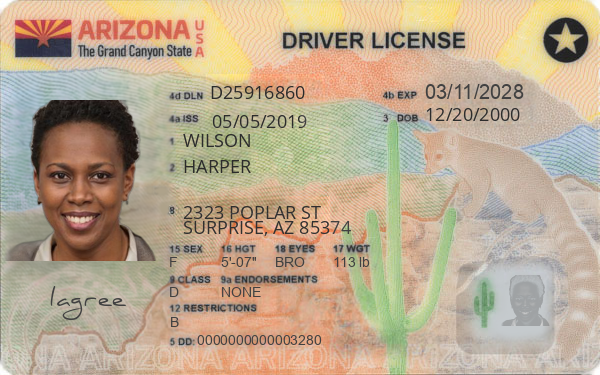 ARIZONA USA
The Grand Canyon State
DRIVER LICENSE
4d DLN D25916860
4b EXP 03/11/2028
4a ISS 05/05/2019
3 DOB 12/20/2000
1 WILSON
2 HARPER
8 2323 POPLAR ST
SURPRISE, AZ 85374
15 SEX 16 HGT 18 EYES 17 WGT
F 5'-07" BRO 113 lb
9 CLASS 9a ENDORSEMENTS
D NONE
12 RESTRICTIONS
B
Iagree
5 DD: 0000000000003280
ONA ARIZONA ARIZONA ARIZONA ARIZONA ARIZ